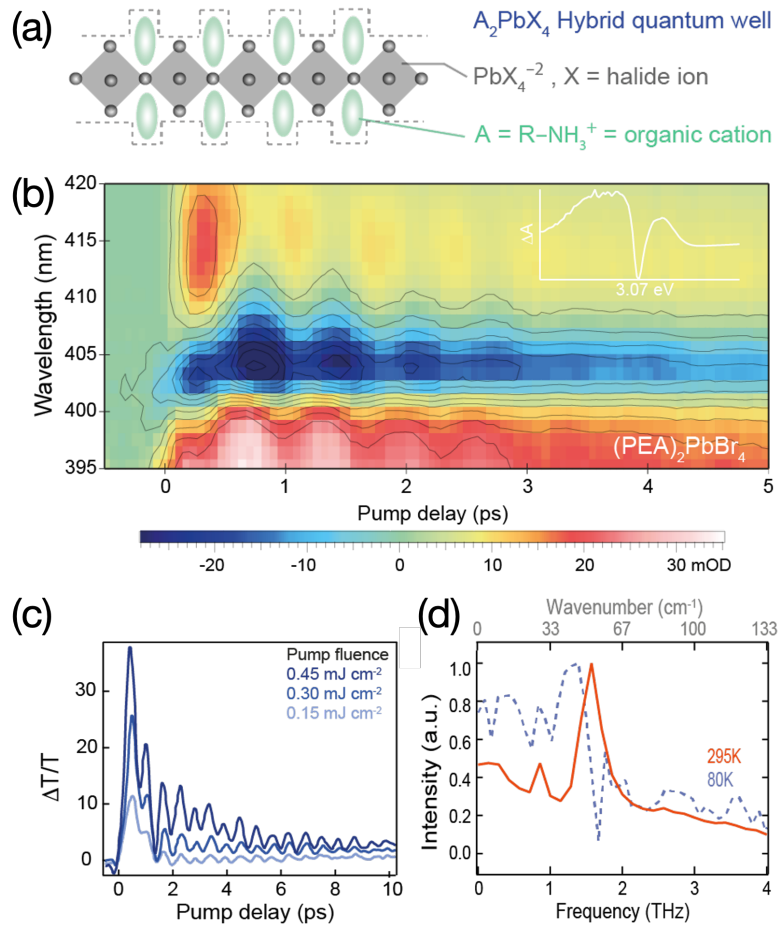 (a)
A₂PbX₄ Hybrid quantum well
PbX₄⁻² , X = halide ion
A = R–NH₃⁺ = organic cation
(b)
420
415
410
405
400
395
Wavelength (nm)
ΔA
3.07 eV
(PEA)₂PbBr₄
0 1 2 3 4 5
Pump delay (ps)
-20 -10 0 10 20 30 mOD
(c)
Pump fluence
0.45 mJ cm⁻²
0.30 mJ cm⁻²
0.15 mJ cm⁻²
30
20
10
0
ΔT/T
0 2 4 6 8 10
Pump delay (ps)
(d)
Wavenumber (cm⁻¹)
0 33 67 100 133
1.0
0.8
0.6
0.4
0.2
0.0
Intensity (a.u.)
295K
80K
0 1 2 3 4
Frequency (THz)